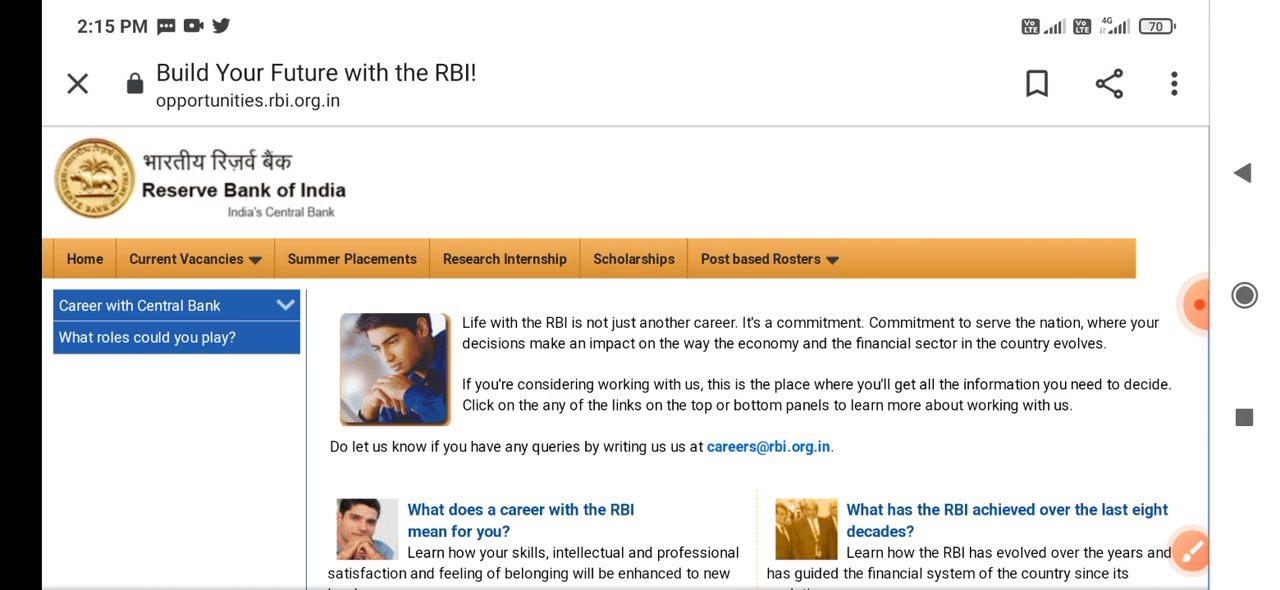 2:15 PM
Vo LTE Vo LTE 4G 70
Build Your Future with the RBI!
opportunities.rbi.org.in
भारतीय रिज़र्व बैंक
Reserve Bank of India
India's Central Bank
Home Current Vacancies Summer Placements Research Internship Scholarships Post based Rosters
Career with Central Bank
What roles could you play?
Life with the RBI is not just another career. It's a commitment. Commitment to serve the nation, where your
decisions make an impact on the way the economy and the financial sector in the country evolves.
If you're considering working with us, this is the place where you'll get all the information you need to decide.
Click on the any of the links on the top or bottom panels to learn more about working with us.
Do let us know if you have any queries by writing us us at careers@rbi.org.in.
What does a career with the RBI
mean for you?
Learn how your skills, intellectual and professional
satisfaction and feeling of belonging will be enhanced to new
What has the RBI achieved over the last eight
decades?
Learn how the RBI has evolved over the years and
has guided the financial system of the country since its